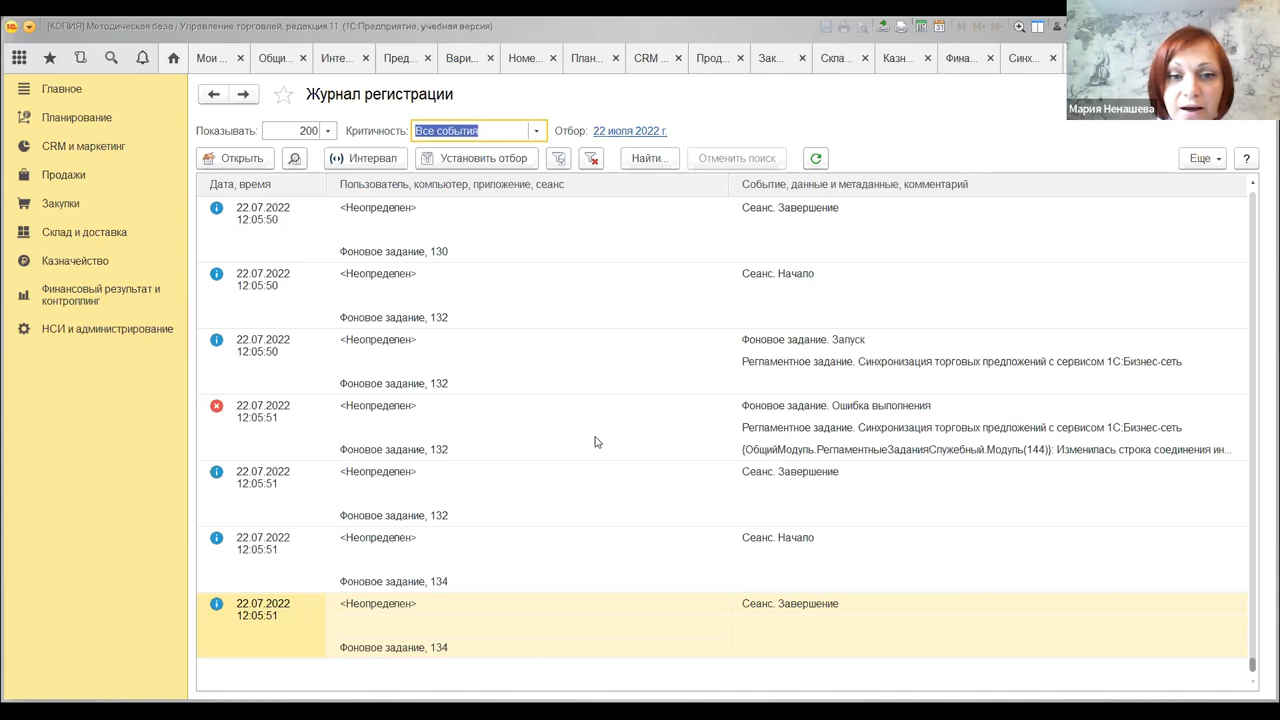 [КОПИЯ] Методическая база / Управление торговлей, редакция 11, (1С:Предприятие, учебная версия)
M M+ M-
Мои ... × Общи... × Инте... × Пред... × Вари... × Номе... × План... × CRM ... × Прод... × Зак... × Скла... × Казн... × Фина... × Синх... ×
Мария Ненашева
Главное
Планирование
CRM и маркетинг
Продажи
Закупки
Склад и доставка
Казначейство
Финансовый результат и
контроллинг
НСИ и администрирование
Журнал регистрации
Показывать: 200 Критичность: Все события Отбор: 22 июля 2022 г.
Открыть Интервал Установить отбор Найти... Отменить поиск Еще ?
Дата, время Пользователь, компьютер, приложение, сеанс Событие, данные и метаданные, комментарий
22.07.2022 <Неопределен> Сеанс. Завершение
12:05:50
Фоновое задание, 130
22.07.2022 <Неопределен> Сеанс. Начало
12:05:50
Фоновое задание, 132
22.07.2022 <Неопределен> Фоновое задание. Запуск
12:05:50
Регламентное задание. Синхронизация торговых предложений с сервисом 1С:Бизнес-сеть
Фоновое задание, 132
22.07.2022 <Неопределен> Фоновое задание. Ошибка выполнения
12:05:51
Регламентное задание. Синхронизация торговых предложений с сервисом 1С:Бизнес-сеть
Фоновое задание, 132 {ОбщийМодуль.РегламентныеЗаданияСлужебный.Модуль(144)}: Изменилась строка соединения ин...
22.07.2022 <Неопределен> Сеанс. Завершение
12:05:51
Фоновое задание, 132
22.07.2022 <Неопределен> Сеанс. Начало
12:05:51
Фоновое задание, 134
22.07.2022 <Неопределен> Сеанс. Завершение
12:05:51
Фоновое задание, 134